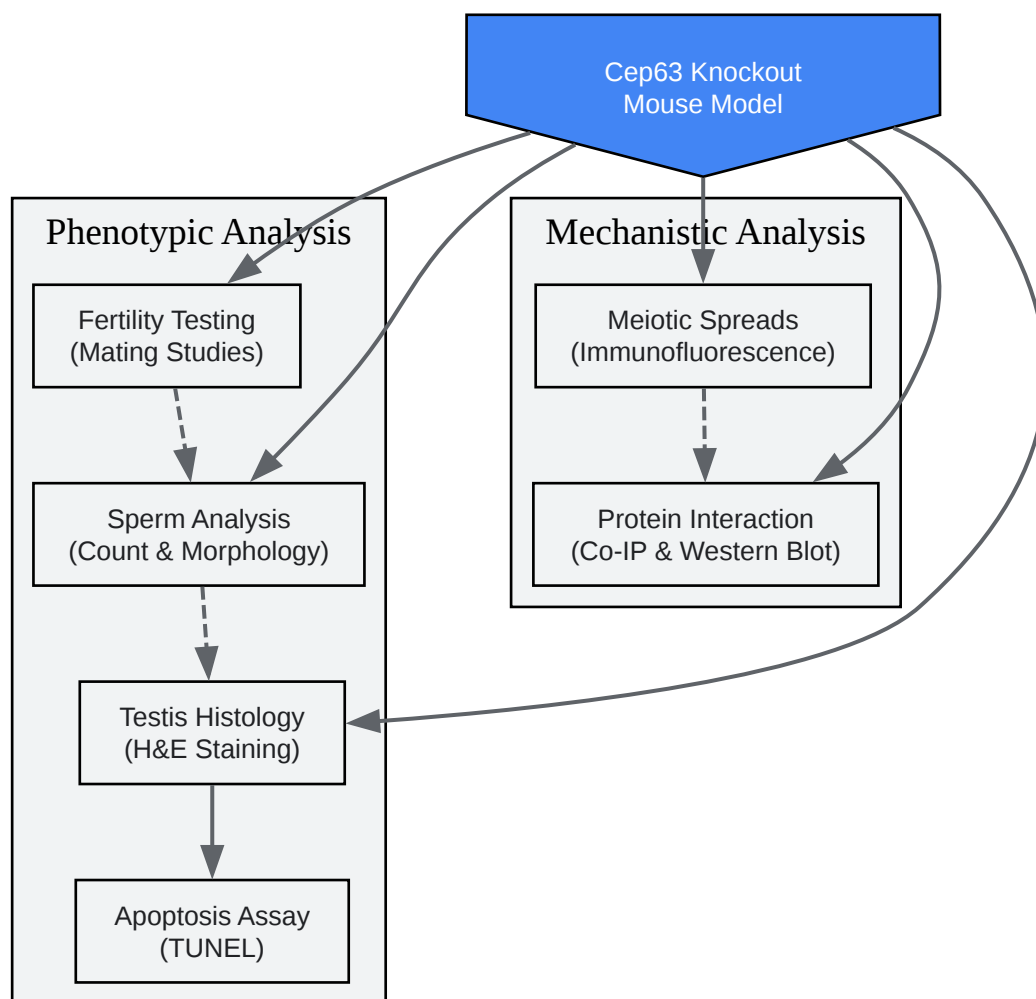 Cep63 Knockout
Mouse Model
Phenotypic Analysis
Fertility Testing
(Mating Studies)
Sperm Analysis
(Count & Morphology)
Testis Histology
(H&E Staining)
Apoptosis Assay
(TUNEL)
Mechanistic Analysis
Meiotic Spreads
(Immunofluorescence)
Protein Interaction
(Co-IP & Western Blot)